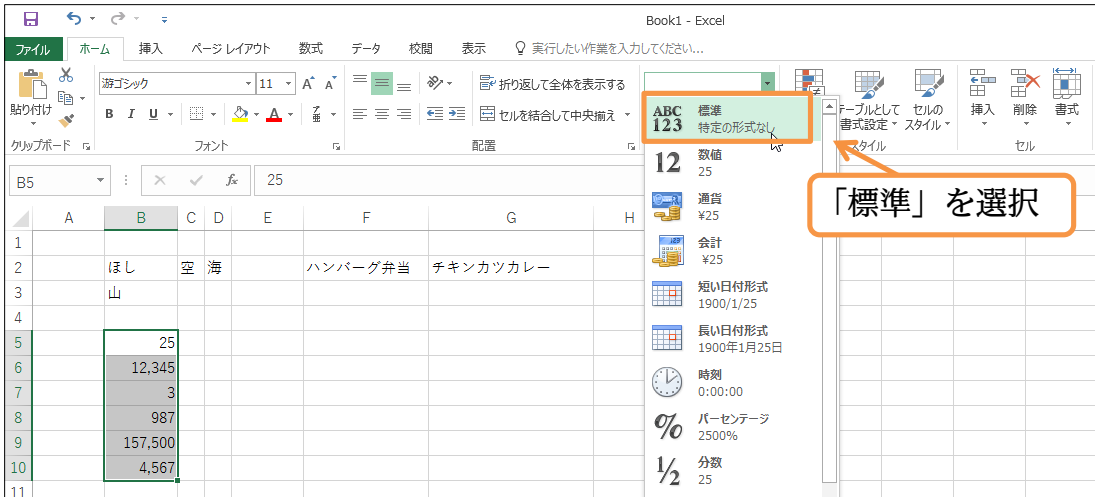 Book1 - Excel
ファイル ホーム 挿入 ページ レイアウト 数式 データ 校閲 表示 実行したい作業を入力してください...
貼り付け
游ゴシック 11 A A
B I U A
折り返して全体を表示する
セルを結合して中央揃え
テーブルとして
書式設定
セルの
スタイル
挿入 削除 書式
クリップボード フォント 配置 スタイル セル
ABC
123
標準
特定の形式なし
12
数値
25
通貨
¥25
会計
¥25
短い日付形式
1900/1/25
長い日付形式
1900年1月25日
時刻
0:00:00
%
パーセンテージ
2500%
½
分数
25
「標準」を選択
B5 fx 25
A B C D E F G H
1
2 ほし 空 海 ハンバーグ弁当 チキンカツカレー
3 山
4
5 25
6 12,345
7 3
8 987
9 157,500
10 4,567
11